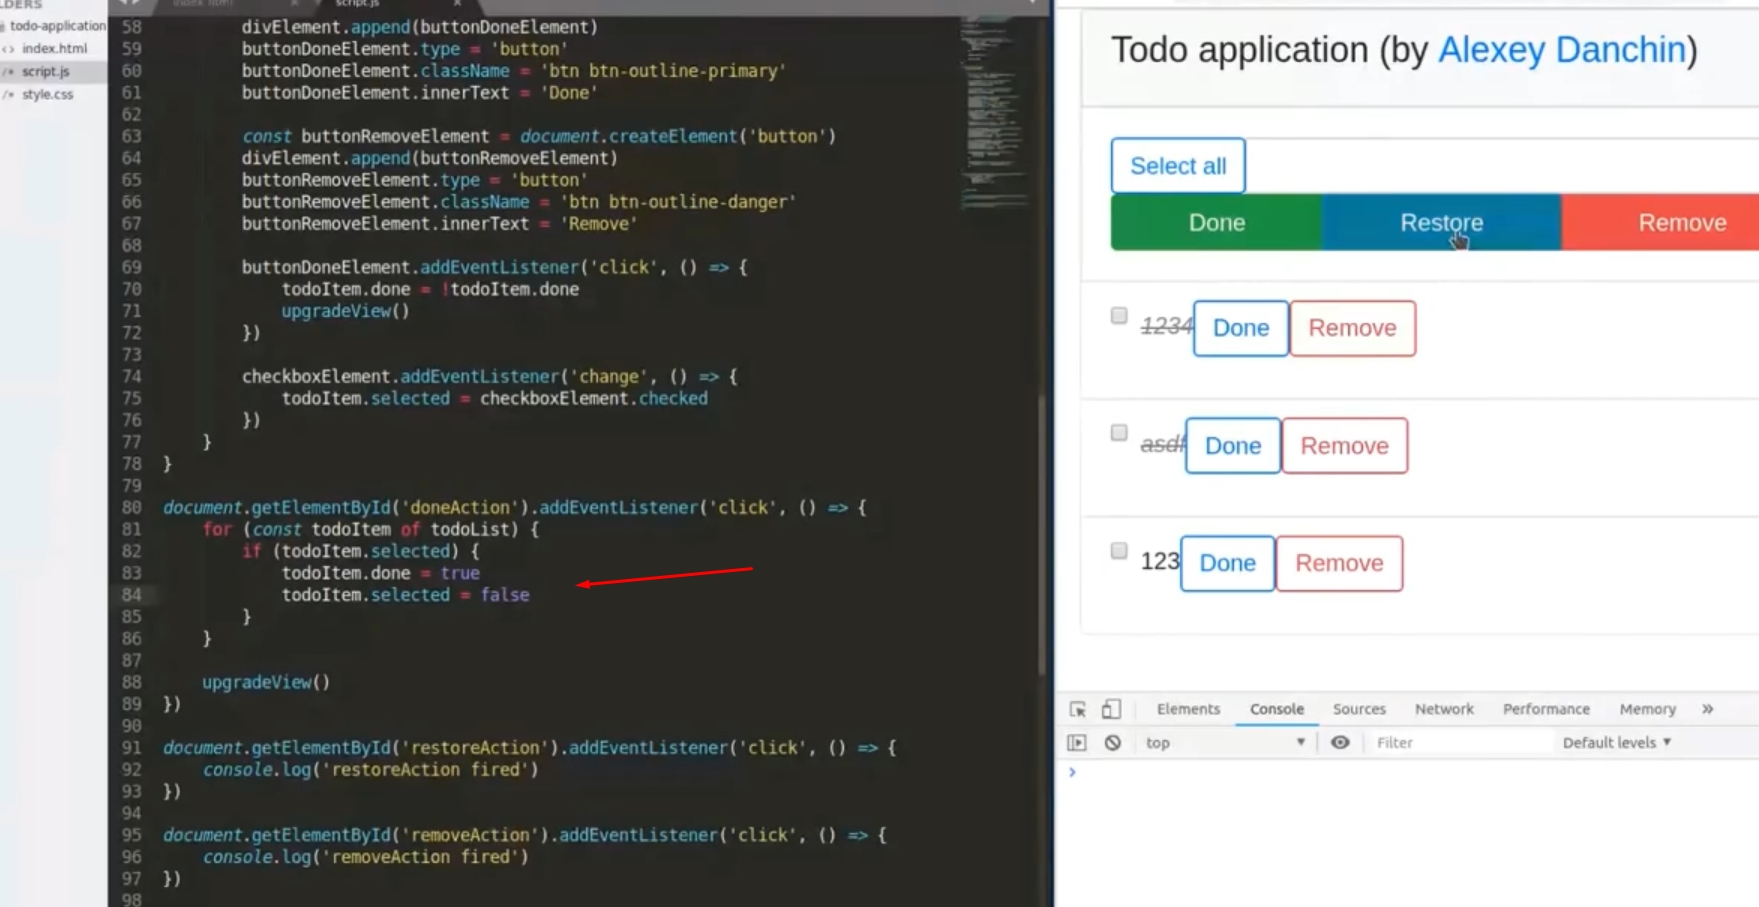 todo-application
index.html
script.js
style.css
index.html
script.js
58 divElement.append(buttonDoneElement)
59 buttonDoneElement.type = 'button'
60 buttonDoneElement.className = 'btn btn-outline-primary'
61 buttonDoneElement.innerText = 'Done'
62
63 const buttonRemoveElement = document.createElement('button')
64 divElement.append(buttonRemoveElement)
65 buttonRemoveElement.type = 'button'
66 buttonRemoveElement.className = 'btn btn-outline-danger'
67 buttonRemoveElement.innerText = 'Remove'
68
69 buttonDoneElement.addEventListener('click', () => {
70 todoItem.done = !todoItem.done
71 upgradeView()
72 })
73
74 checkboxElement.addEventListener('change', () => {
75 todoItem.selected = checkboxElement.checked
76 })
77 }
78 }
79
80 document.getElementById('doneAction').addEventListener('click', () => {
81 for (const todoItem of todoList) {
82 if (todoItem.selected) {
83 todoItem.done = true
84 todoItem.selected = false
85 }
86 }
87
88 upgradeView()
89 })
90
91 document.getElementById('restoreAction').addEventListener('click', () => {
92 console.log('restoreAction fired')
93 })
94
95 document.getElementById('removeAction').addEventListener('click', () => {
96 console.log('removeAction fired')
97 })
98
Todo application (by Alexey Danchin)
Select all
Done Restore Remove
1234 Done Remove
asdf Done Remove
123 Done Remove
Elements Console Sources Network Performance Memory »
top Filter Default levels